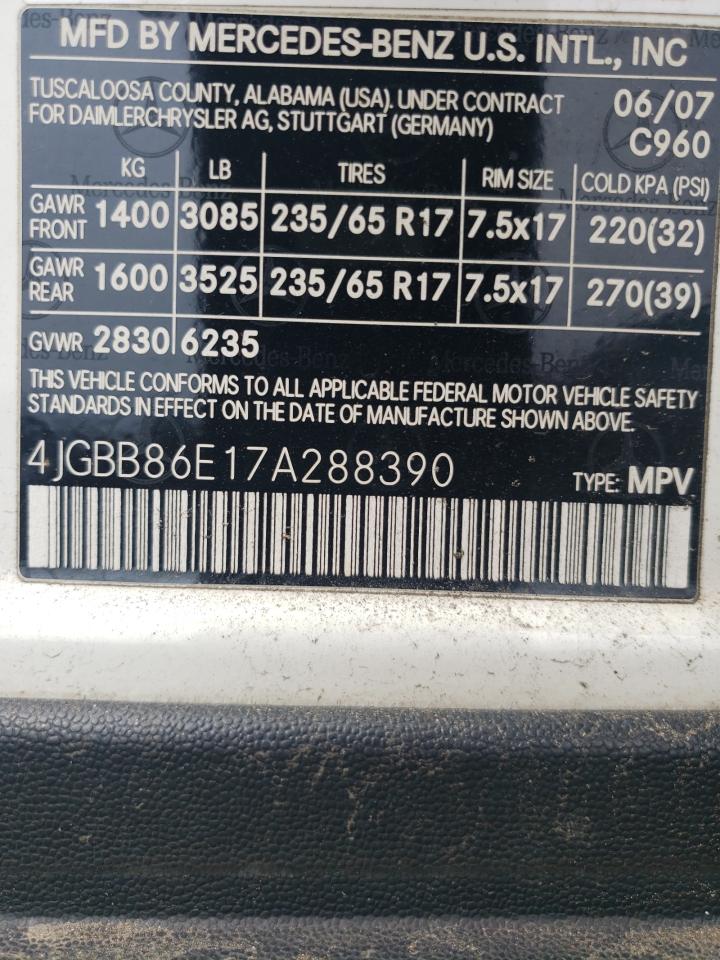 MFD BY MERCEDES-BENZ U.S. INTL., INC
TUSCALOOSA COUNTY, ALABAMA (USA). UNDER CONTRACT
FOR DAIMLERCHRYSLER AG, STUTTGART (GERMANY)
06/07
C960
KG LB TIRES RIM SIZE COLD KPA (PSI)
GAWR FRONT 1400 3085 235/65 R17 7.5x17 220(32)
GAWR REAR 1600 3525 235/65 R17 7.5x17 270(39)
GVWR 2830 6235
THIS VEHICLE CONFORMS TO ALL APPLICABLE FEDERAL MOTOR VEHICLE SAFETY
STANDARDS IN EFFECT ON THE DATE OF MANUFACTURE SHOWN ABOVE.
4JGBB86E17A288390 TYPE: MPV